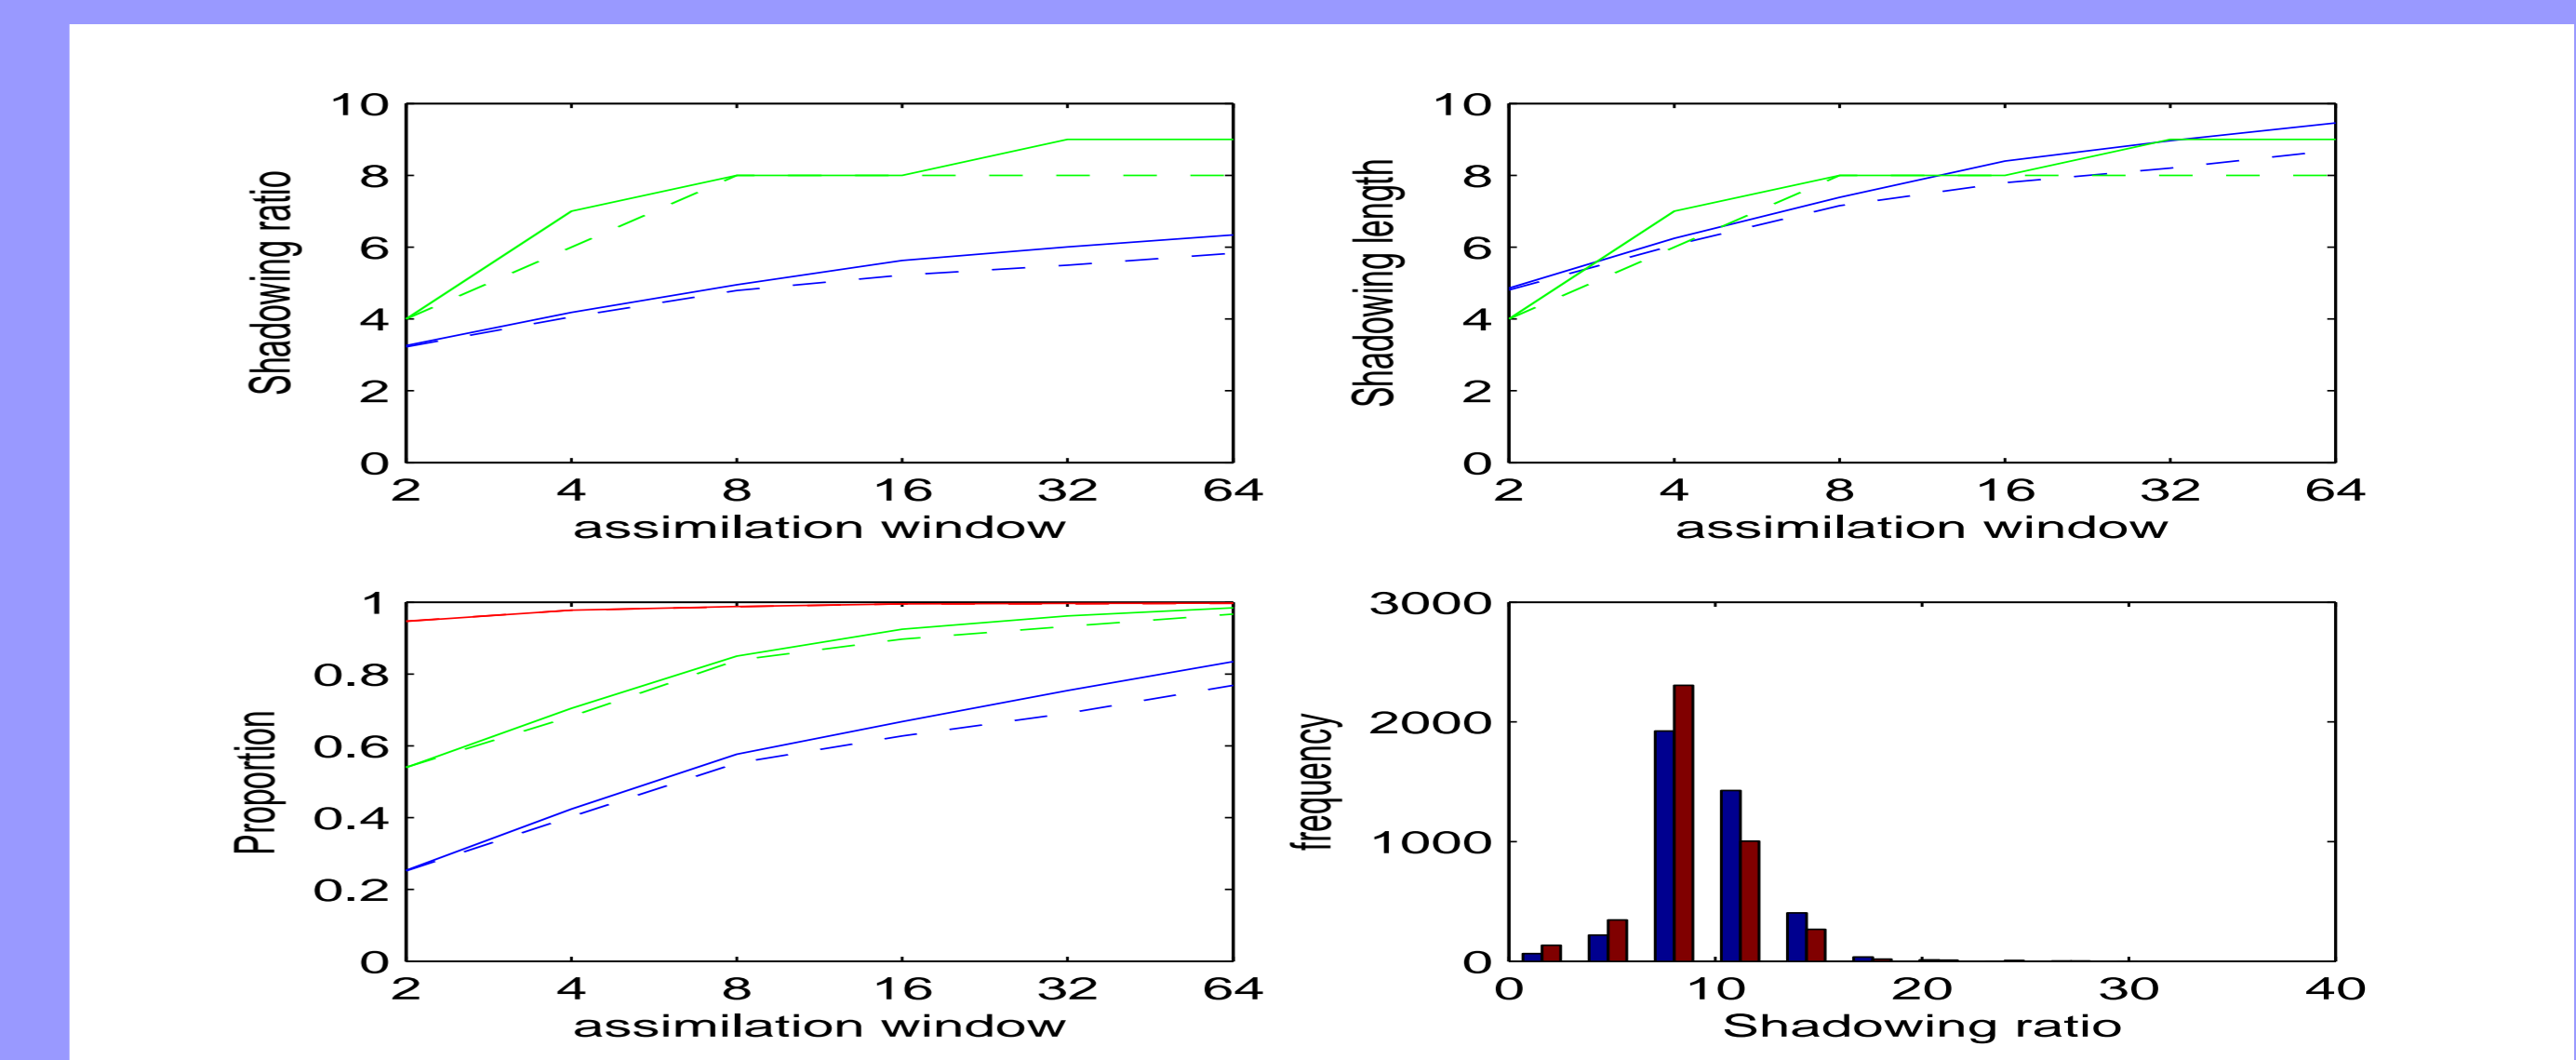 10
8
6
4
2
0
Shadowing ratio
2 4 8 16 32 64
assimilation window
10
8
6
4
2
0
Shadowing length
2 4 8 16 32 64
assimilation window
1
0.8
0.6
0.4
0.2
0
Proportion
2 4 8 16 32 64
assimilation window
3000
2000
1000
0
frequency
0 10 20 30 40
Shadowing ratio